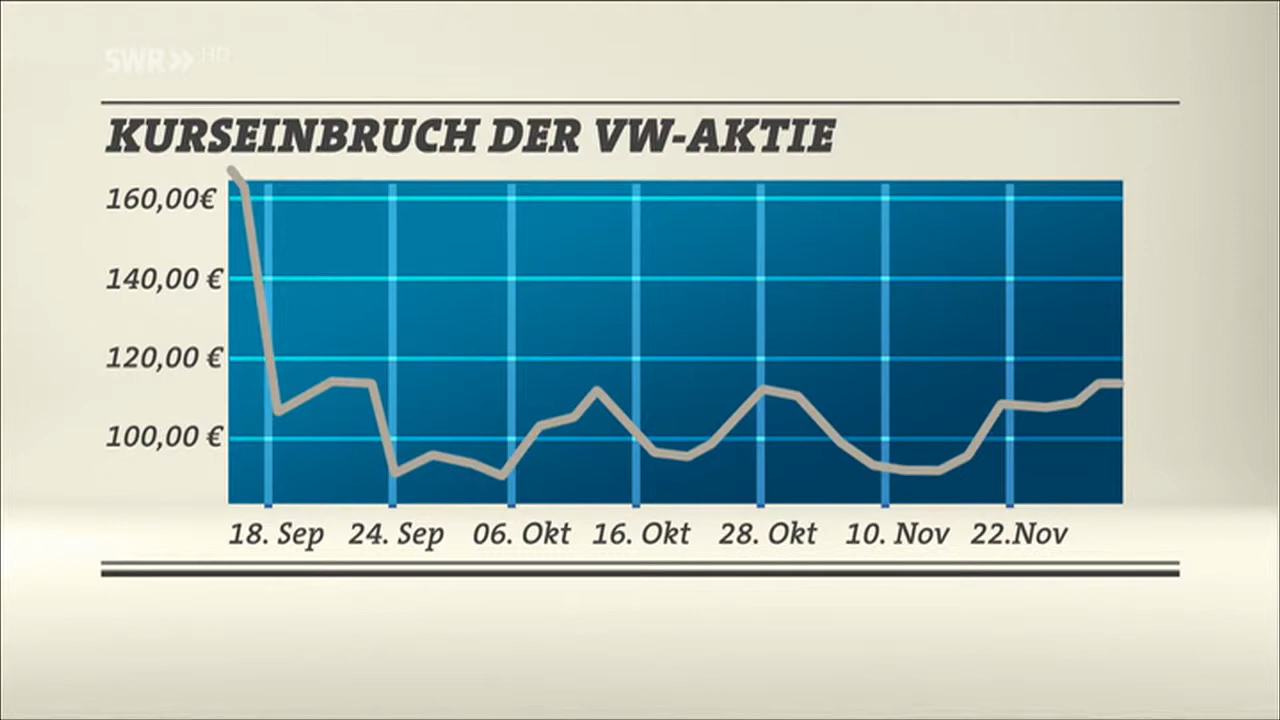 SWR» HD
KURSEINBRUCH DER VW-AKTIE
160,00€
140,00 €
120,00 €
100,00 €
18. Sep 24. Sep 06. Okt 16. Okt 28. Okt 10. Nov 22.Nov